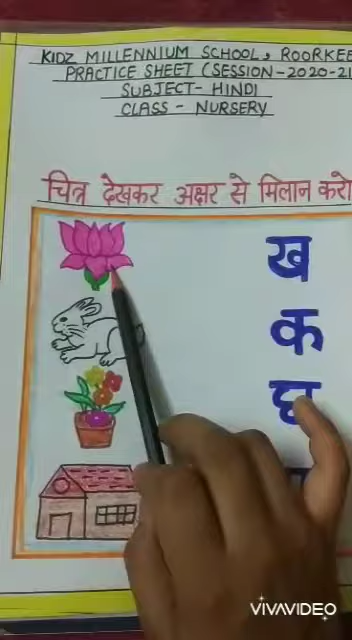 KIDZ MILLENNIUM SCHOOL, ROORKEE
PRACTICE SHEET (SESSION-2020-21
SUBJECT- HINDI
CLASS - NURSERY
चित्र देखकर अक्षर से मिलान करो
ख
क
घ
VIVAVIDEO